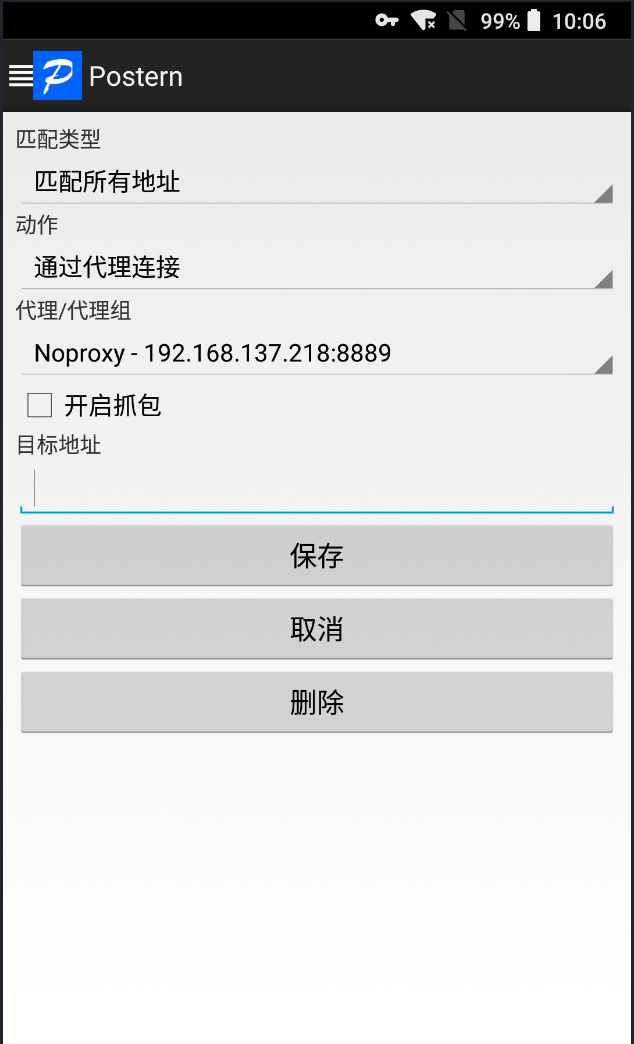 99% 10:06
Postern
匹配类型
匹配所有地址
动作
通过代理连接
代理/代理组
Noproxy - 192.168.137.218:8889
开启抓包
目标地址
保存
取消
删除